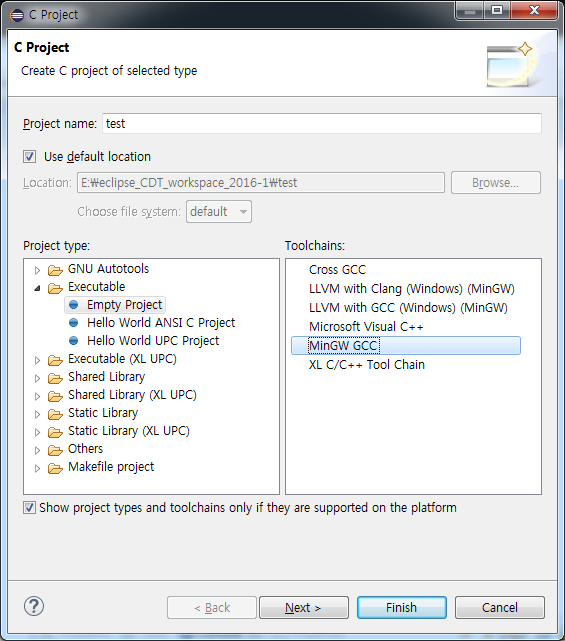 C Project
C Project
Create C project of selected type
Project name: test
Use default location
Location: E:₩eclipse_CDT_workspace_2016-1₩test Browse...
Choose file system: default
Project type: Toolchains:
GNU Autotools
Executable
Empty Project
Hello World ANSI C Project
Hello World UPC Project
Executable (XL UPC)
Shared Library
Shared Library (XL UPC)
Static Library
Static Library (XL UPC)
Others
Makefile project
Cross GCC
LLVM with Clang (Windows) (MinGW)
LLVM with GCC (Windows) (MinGW)
Microsoft Visual C++
MinGW GCC
XL C/C++ Tool Chain
Show project types and toolchains only if they are supported on the platform
? < Back Next > Finish Cancel